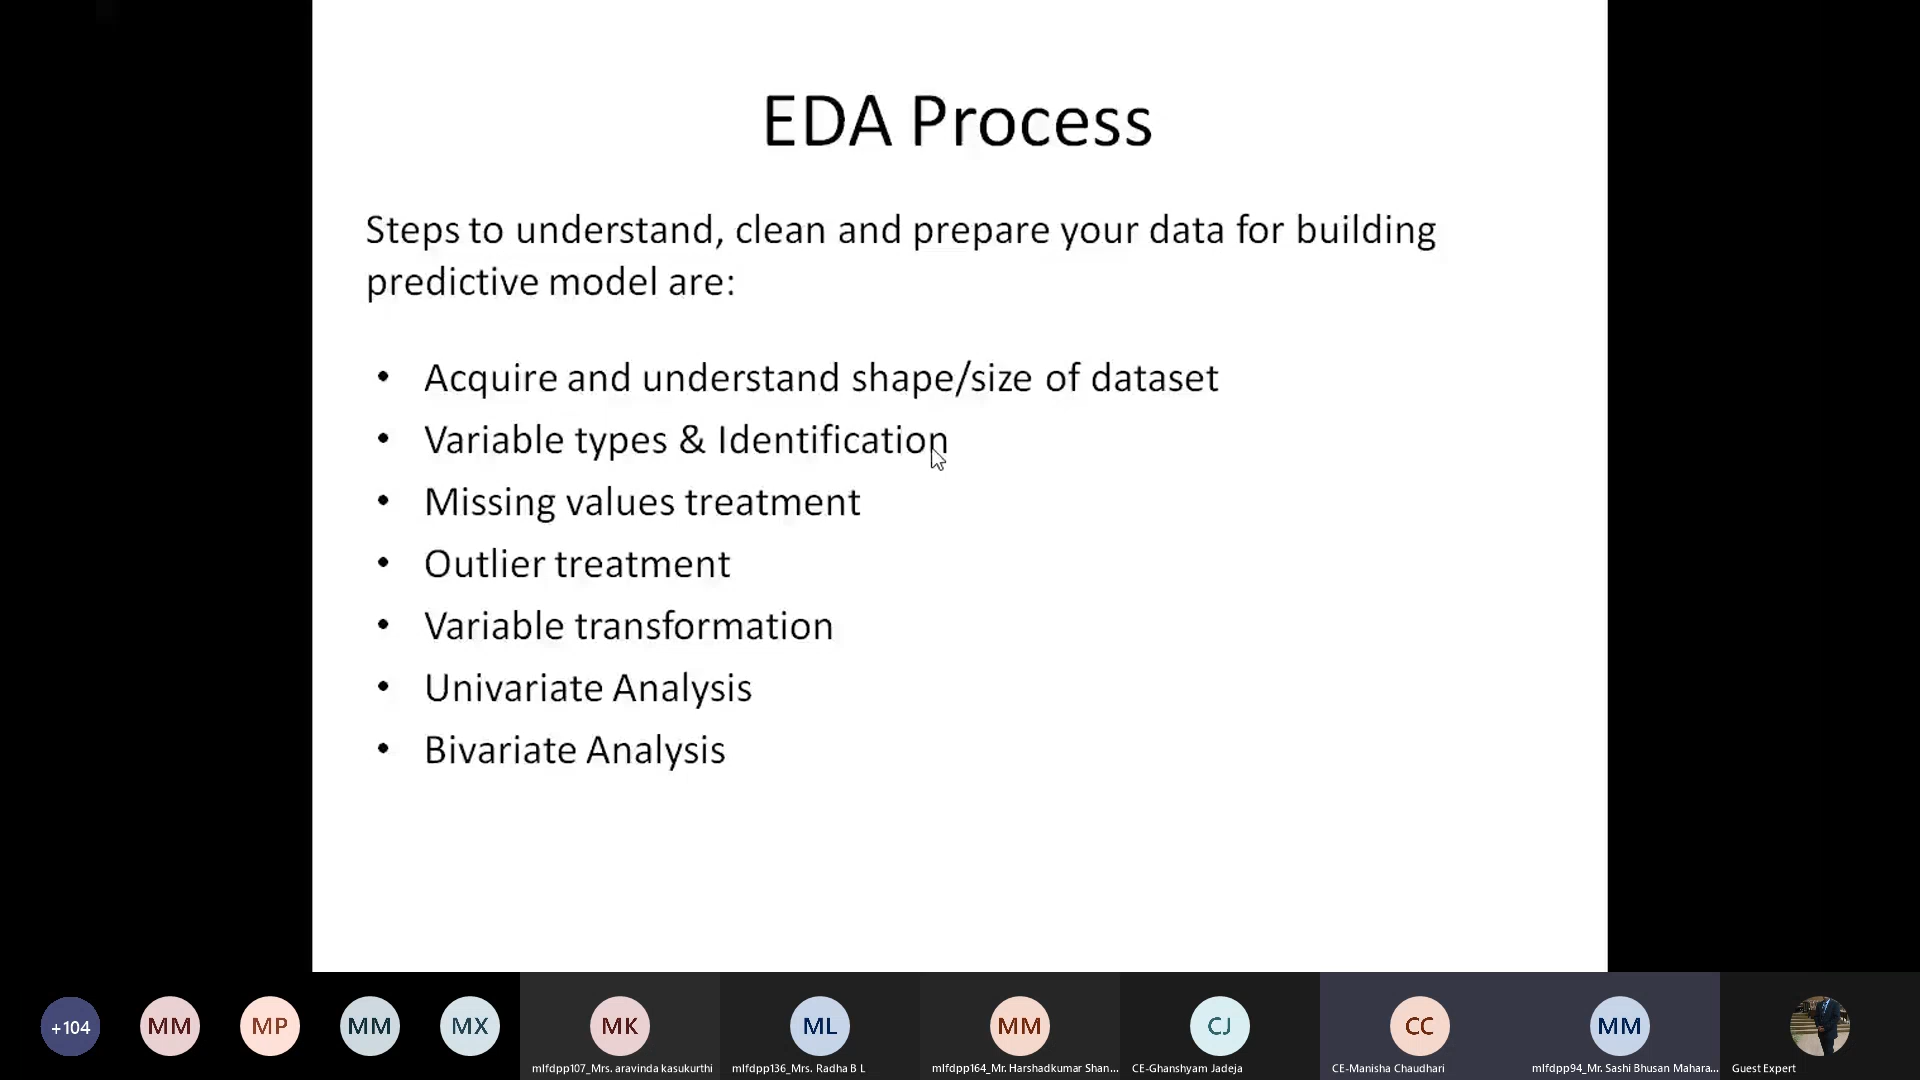 EDA Process
Steps to understand, clean and prepare your data for building
predictive model are:
• Acquire and understand shape/size of dataset
• Variable types & Identification
• Missing values treatment
• Outlier treatment
• Variable transformation
• Univariate Analysis
• Bivariate Analysis
+104
MM
MP
MM
MX
MK
ML
MM
CJ
CC
MM
mlfdpp107_Mrs. aravinda kasukurthi
mlfdpp136_Mrs. Radha B L
mlfdpp164_Mr. Harshadkumar Shan...
CE-Ghanshyam Jadeja
CE-Manisha Chaudhari
mlfdpp94_Mr. Sashi Bhusan Mahara...
Guest Expert